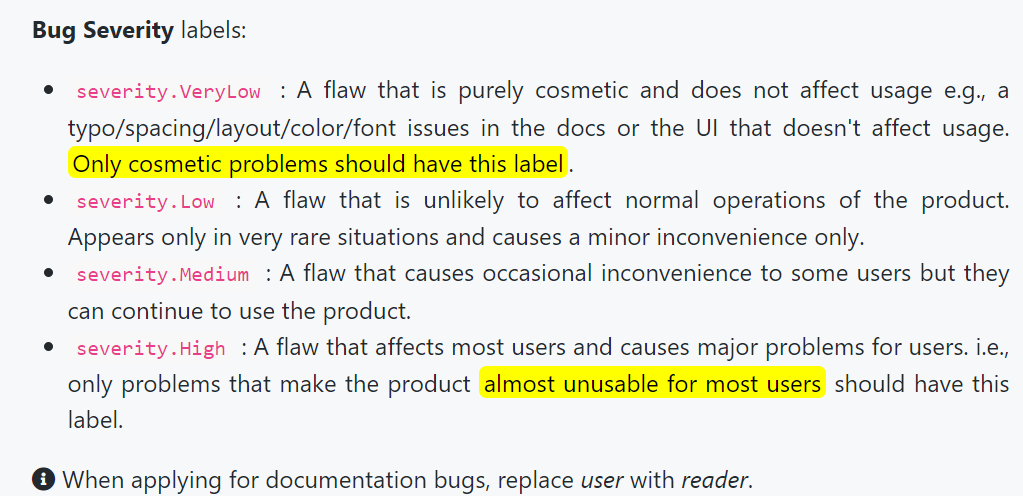 Bug Severity labels:
• severity.VeryLow : A flaw that is purely cosmetic and does not affect usage e.g., a
typo/spacing/layout/color/font issues in the docs or the UI that doesn't affect usage.
Only cosmetic problems should have this label.
• severity.Low : A flaw that is unlikely to affect normal operations of the product.
Appears only in very rare situations and causes a minor inconvenience only.
• severity.Medium : A flaw that causes occasional inconvenience to some users but they
can continue to use the product.
• severity.High : A flaw that affects most users and causes major problems for users. i.e.,
only problems that make the product almost unusable for most users should have this
label.
When applying for documentation bugs, replace user with reader.